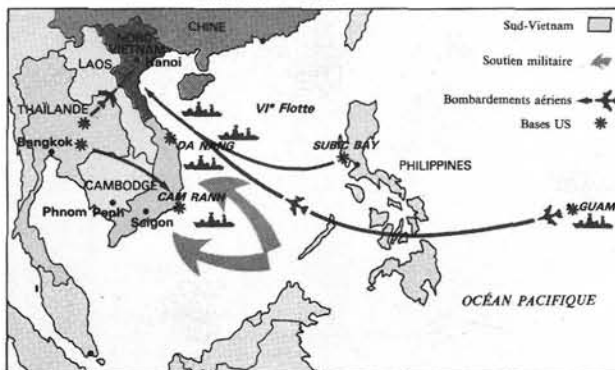 CHINE
NORD
VIETNAM
Hanoi
LAOS
THAÏLANDE
Bangkok
DA NANG
VIe Flotte
SUBIC BAY
PHILIPPINES
CAMBODGE
CAM RANH
Phnom Penh
Saigon
GUAM
OCÉAN PACIFIQUE
Sud-Vietnam
Soutien militaire
Bombardements aériens
Bases US